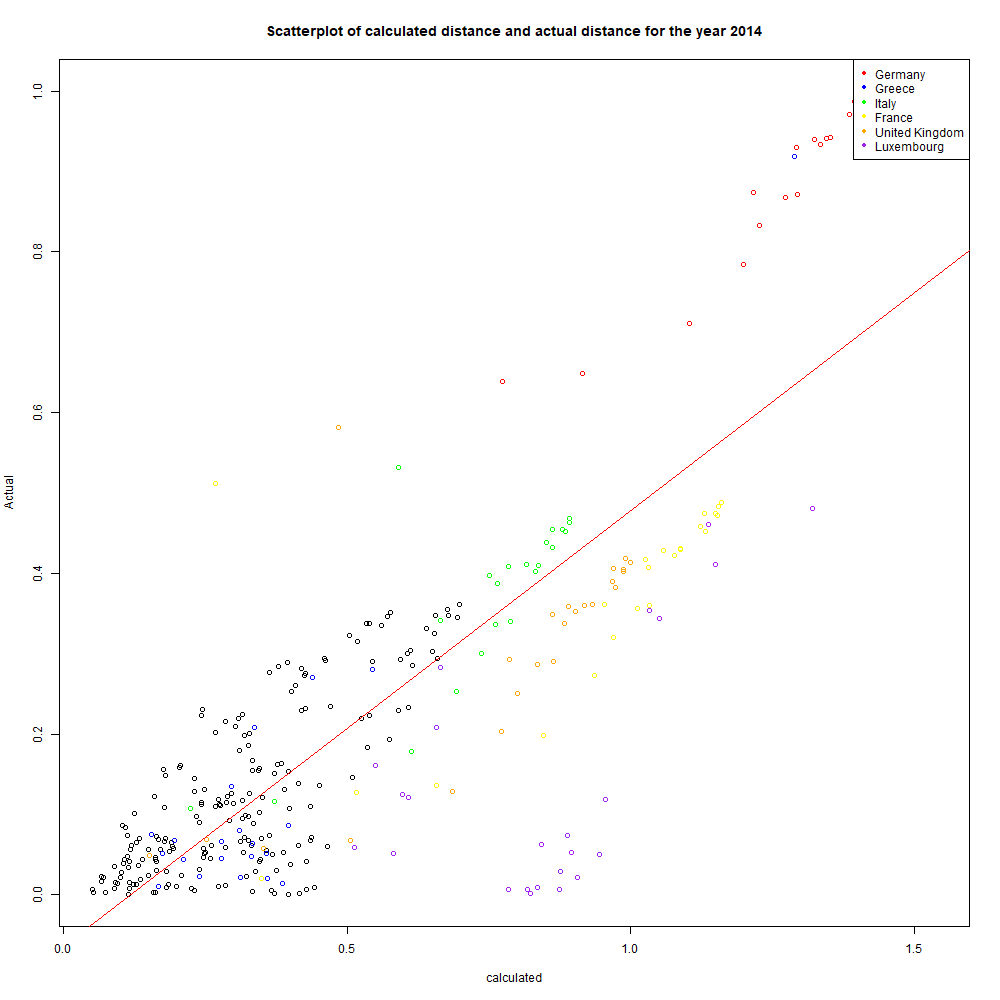 Scatterplot of calculated distance and actual distance for the year 2014
Germany
Greece
Italy
France
United Kingdom
Luxembourg
1.0
0.8
0.6
0.4
0.2
0.0
Actual
0.0 0.5 1.0 1.5
calculated